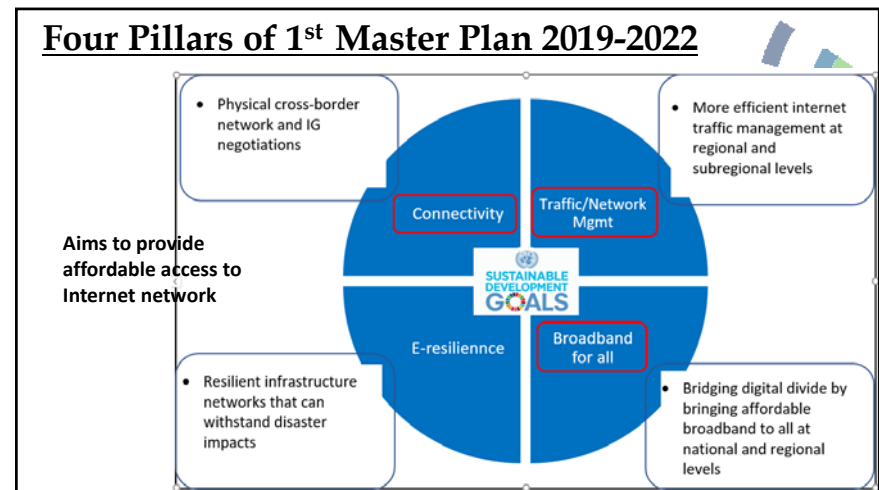 Four Pillars of 1st Master Plan 2019-2022
• Physical cross-border
network and IG
negotiations
• More efficient internet
traffic management at
regional and
subregional levels
Connectivity
Traffic/Network
Mgmt
Aims to provide
affordable access to
Internet network
SUSTAINABLE
DEVELOPMENT
GOALS
E-resiliennce
Broadband
for all
• Resilient infrastructure
networks that can
withstand disaster
impacts
• Bridging digital divide by
bringing affordable
broadband to all at
national and regional
levels